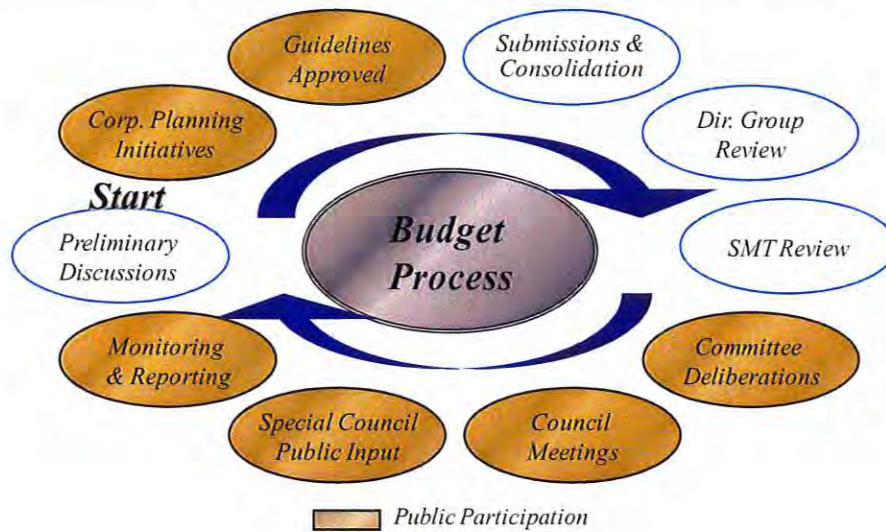 Guidelines
Approved
Submissions &
Consolidation
Corp. Planning
Initiatives
Dir. Group
Review
Start
Preliminary
Discussions
Budget
Process
SMT Review
Monitoring
& Reporting
Committee
Deliberations
Special Council
Public Input
Council
Meetings
Public Participation